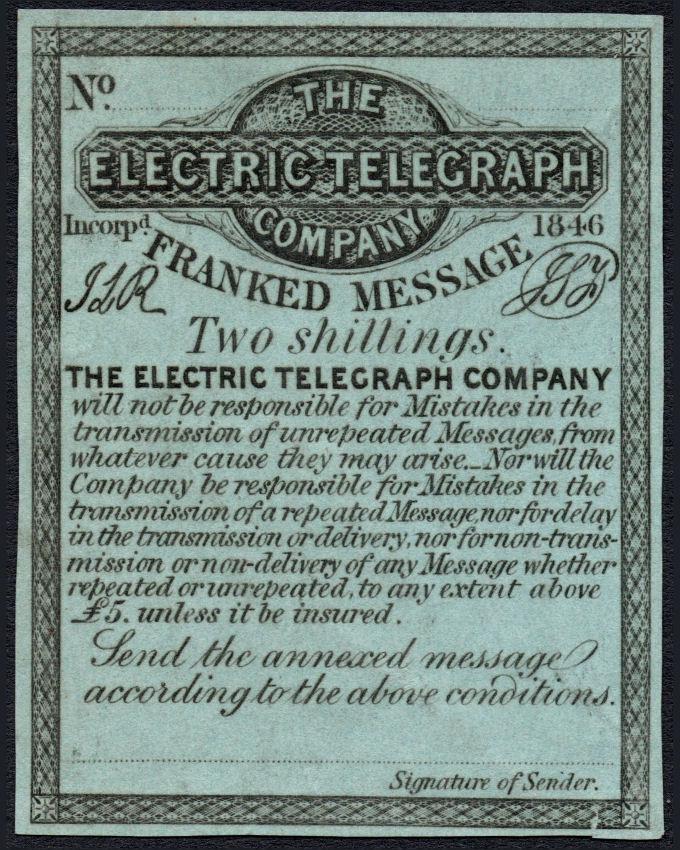 No.
THE
ELECTRIC TELEGRAPH
COMPANY
Incorpd 1846
FRANKED MESSAGE
JLR
Two shillings.
THE ELECTRIC TELEGRAPH COMPANY
will not be responsible for Mistakes in the
transmission of unrepeated Messages, from
whatever cause they may arise._Nor will the
Company be responsible for Mistakes in the
transmission of a repeated Message, nor for delay
in the transmission or delivery, nor for non-trans-
mission or non-delivery of any Message whether
repeated or unrepeated, to any extent above
£5. unless it be insured.
Send the annexed message
according to the above conditions.
Signature of Sender.